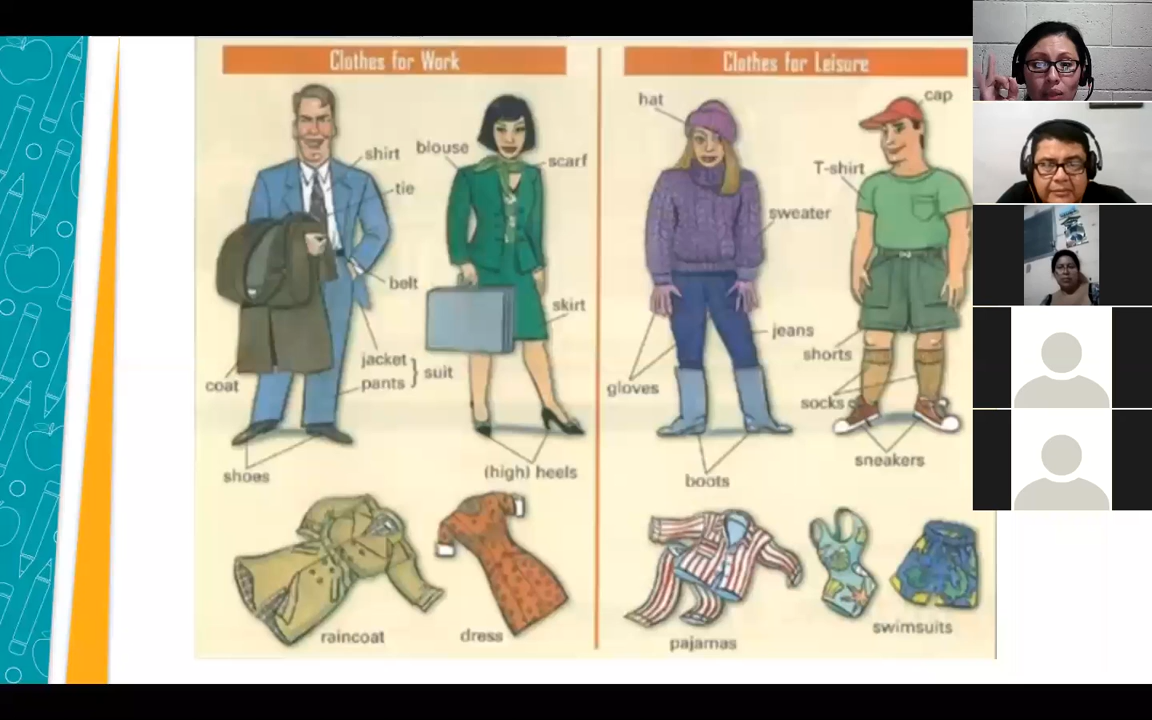 Clothes for Work
shirt
blouse
scarf
tie
belt
skirt
jacket
pants
suit
coat
shoes
(high) heels
raincoat
dress
Clothes for Leisure
hat
cap
T-shirt
sweater
jeans
shorts
gloves
socks
sneakers
boots
pajamas
swimsuits